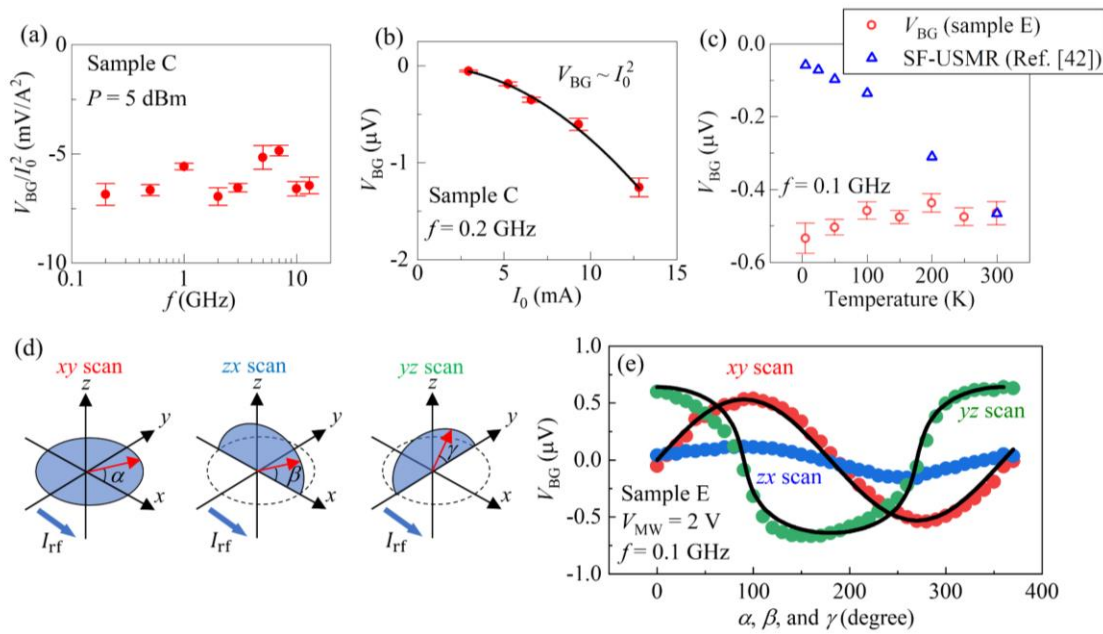 (a)
0
Sample C
P = 5 dBm
-5
-10
V_BG/I_0^2 (mV/A^2)
0.1 1 10
f (GHz)
(b)
0
V_BG ~ I_0^2
-1
Sample C
f = 0.2 GHz
-2
V_BG (μV)
0 5 10 15
I_0 (mA)
(c)
V_BG (sample E)
SF-USMR (Ref. [42])
0.0
-0.2
-0.4
f = 0.1 GHz
-0.6
V_BG (μV)
0 100 200 300
Temperature (K)
(d)
xy scan
z
y
α
x
I_rf
zx scan
z
y
β
x
I_rf
yz scan
z
y
γ
x
I_rf
(e)
1.0
xy scan
0.5
yz scan
0.0
zx scan
Sample E
-0.5
V_MW = 2 V
f = 0.1 GHz
-1.0
V_BG (μV)
0 100 200 300 400
α, β, and γ (degree)